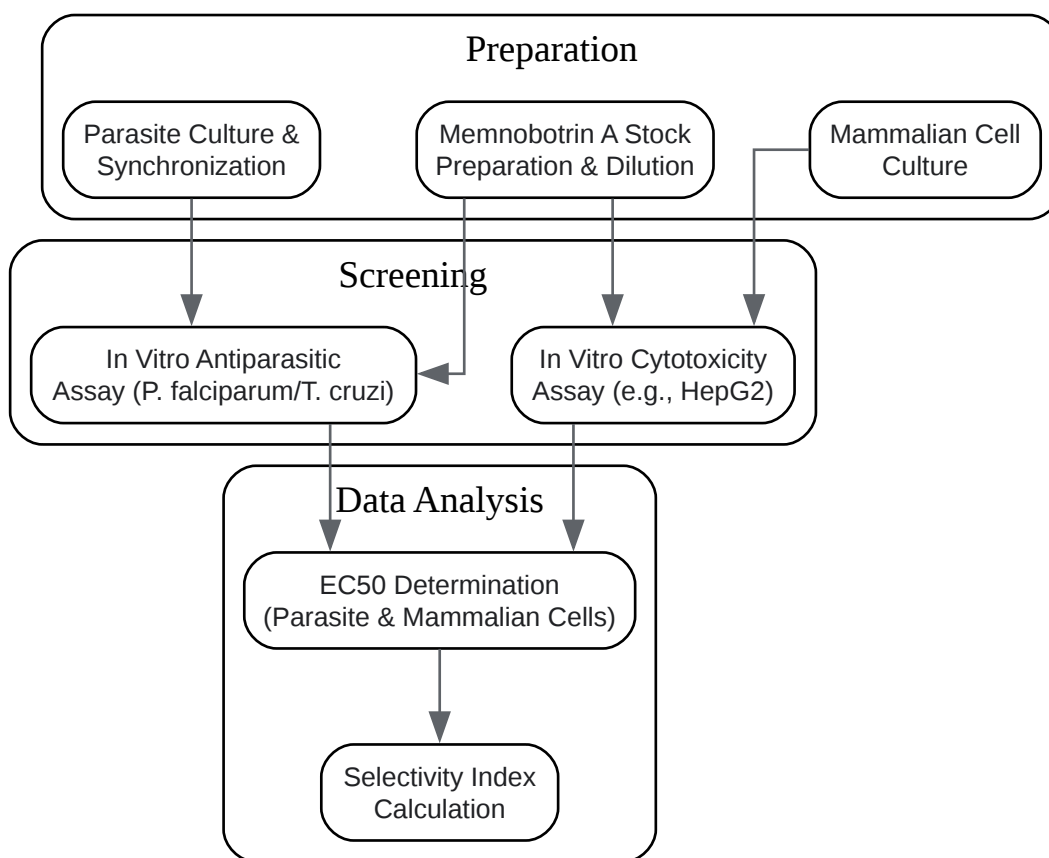 Preparation
Parasite Culture &
Synchronization
Memnobotrin A Stock
Preparation & Dilution
Mammalian Cell
Culture
Screening
In Vitro Antiparasitic
Assay (P. falciparum/T. cruzi)
In Vitro Cytotoxicity
Assay (e.g., HepG2)
Data Analysis
EC50 Determination
(Parasite & Mammalian Cells)
Selectivity Index
Calculation